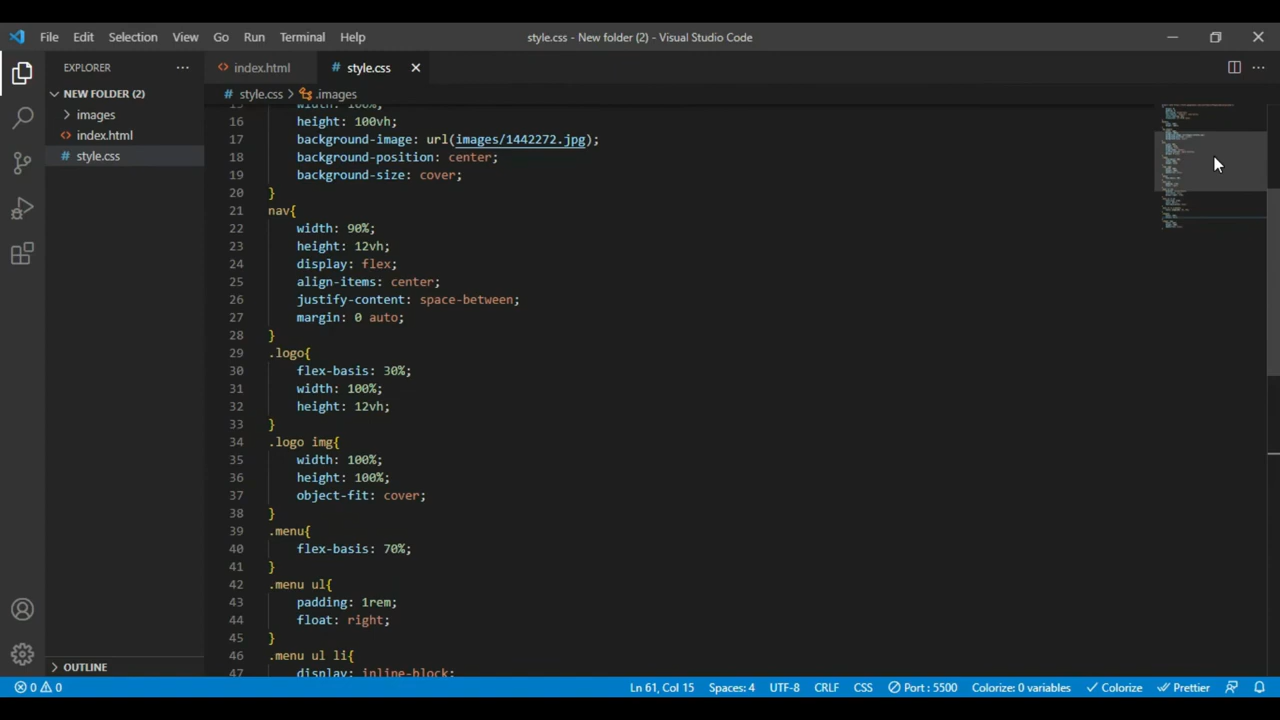 File Edit Selection View Go Run Terminal Help
style.css - New folder (2) - Visual Studio Code
EXPLORER
NEW FOLDER (2)
images
index.html
style.css
OUTLINE
index.html
style.css
style.css > .images
15 width: 100%;
16 height: 100vh;
17 background-image: url(images/1442272.jpg);
18 background-position: center;
19 background-size: cover;
20 }
21 nav{
22 width: 90%;
23 height: 12vh;
24 display: flex;
25 align-items: center;
26 justify-content: space-between;
27 margin: 0 auto;
28 }
29 .logo{
30 flex-basis: 30%;
31 width: 100%;
32 height: 12vh;
33 }
34 .logo img{
35 width: 100%;
36 height: 100%;
37 object-fit: cover;
38 }
39 .menu{
40 flex-basis: 70%;
41 }
42 .menu ul{
43 padding: 1rem;
44 float: right;
45 }
46 .menu ul li{
47 display: inline-block;
0 0 Ln 61, Col 15 Spaces: 4 UTF-8 CRLF CSS Port : 5500 Colorize: 0 variables Colorize Prettier